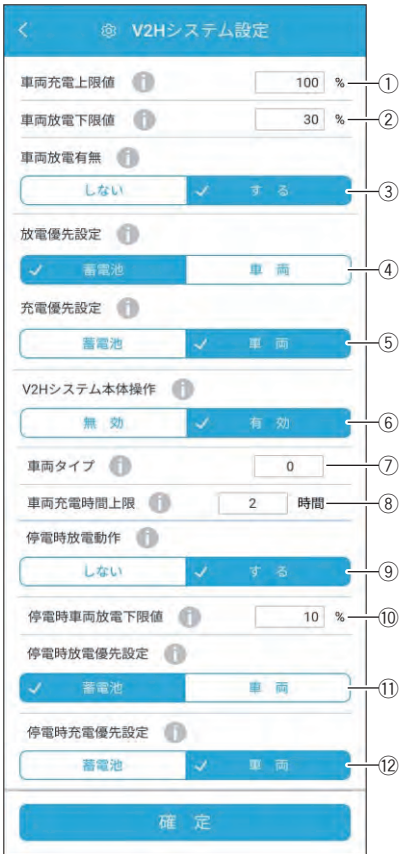 V2Hシステム設定
車両充電上限値 100 % ①
車両放電下限値 30 % ②
車両放電有無
しない する ③
放電優先設定
蓄電池 車両 ④
充電優先設定
蓄電池 車両 ⑤
V2Hシステム本体操作
無効 有効 ⑥
車両タイプ 0 ⑦
車両充電時間上限 2 時間 ⑧
停電時放電動作
しない する ⑨
停電時車両放電下限値 10 % ⑩
停電時放電優先設定
蓄電池 車両 ⑪
停電時充電優先設定
蓄電池 車両 ⑫
確定